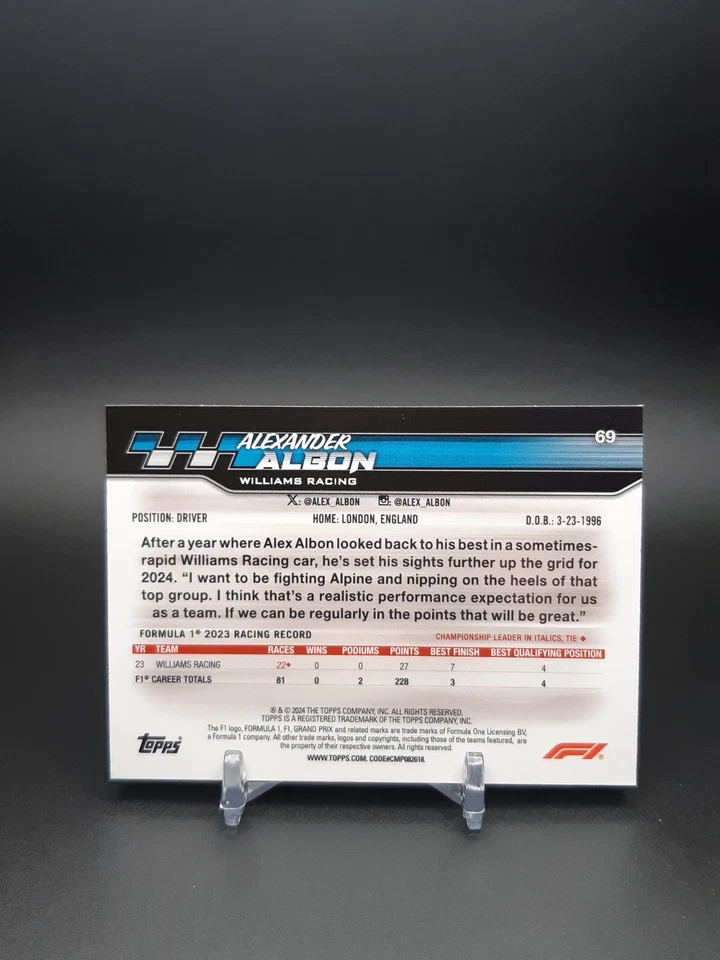 ALEXANDER
ALBON
69
WILLIAMS RACING
X: @ALEX_ALBON : @ALEX_ALBON
POSITION: DRIVER HOME: LONDON, ENGLAND D.O.B.: 3-23-1996
After a year where Alex Albon looked back to his best in a sometimes-
rapid Williams Racing car, he's set his sights further up the grid for
2024. “I want to be fighting Alpine and nipping on the heels of that
top group. I think that's a realistic performance expectation for us
as a team. If we can be regularly in the points that will be great.”
FORMULA 1® 2023 RACING RECORD CHAMPIONSHIP LEADER IN ITALICS, TIE ♦
YR TEAM RACES WINS PODIUMS POINTS BEST FINISH BEST QUALIFYING POSITION
23 WILLIAMS RACING 22♦ 0 0 27 7 4
F1® CAREER TOTALS 81 0 2 228 3 4
® & © 2024 THE TOPPS COMPANY, INC. ALL RIGHTS RESERVED.
TOPPS IS A REGISTERED TRADEMARK OF THE TOPPS COMPANY, INC.
The F1 logo, FORMULA 1, F1, GRAND PRIX and related marks are trade marks of Formula One Licensing BV,
a Formula 1 company. All other trade marks, logos and copyrights, including those of the teams featured, are
the property of their respective owners. All rights reserved.
WWW.TOPPS.COM. CODE#CMP082618.
topps®
F1®